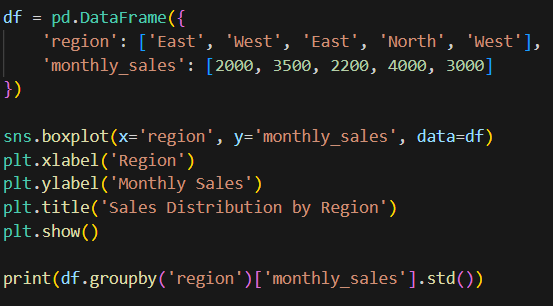 df = pd.DataFrame({
    'region': ['East', 'West', 'East', 'North', 'West'],
    'monthly_sales': [2000, 3500, 2200, 4000, 3000]
})

sns.boxplot(x='region', y='monthly_sales', data=df)
plt.xlabel('Region')
plt.ylabel('Monthly Sales')
plt.title('Sales Distribution by Region')
plt.show()

print(df.groupby('region')['monthly_sales'].std())